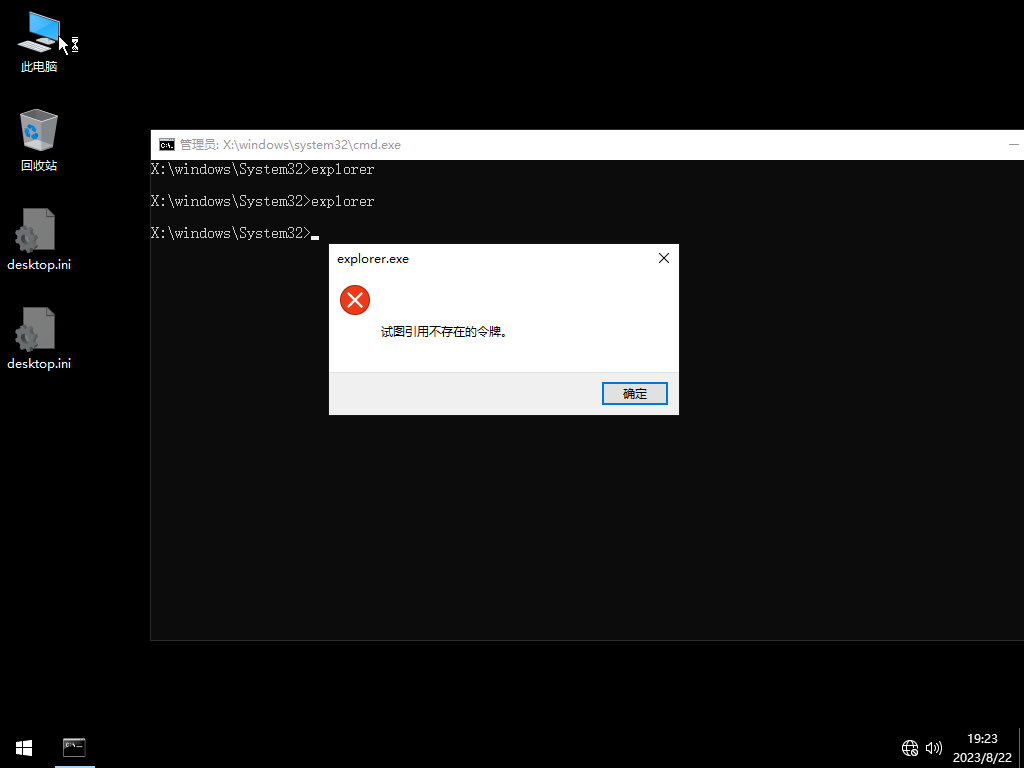 此电脑
回收站
desktop.ini
desktop.ini
管理员: X:\windows\system32\cmd.exe
X:\windows\System32>explorer
X:\windows\System32>explorer
X:\windows\System32>
explorer.exe
试图引用不存在的令牌。
确定
19:23
2023/8/22